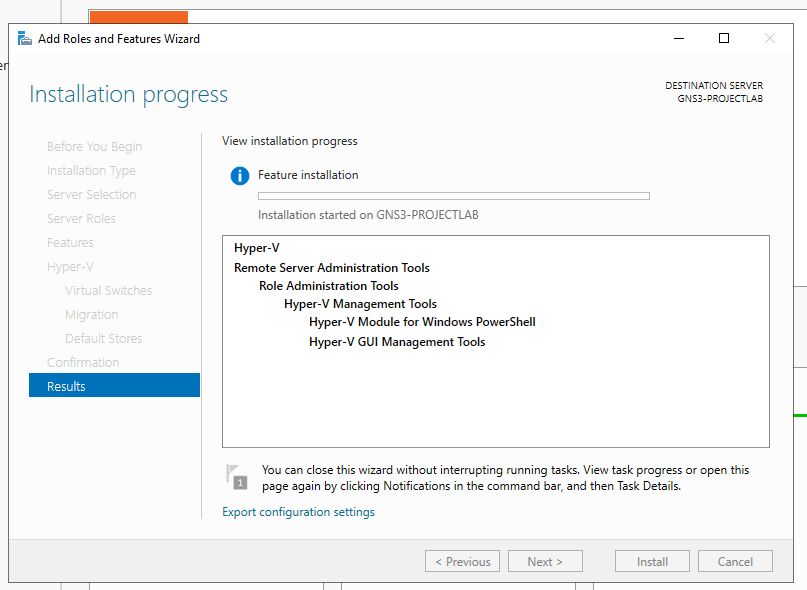 Add Roles and Features Wizard
er
Installation progress
DESTINATION SERVER
GNS3-PROJECTLAB
Before You Begin
Installation Type
Server Selection
Server Roles
Features
Hyper-V
Virtual Switches
Migration
Default Stores
Confirmation
Results
View installation progress
Feature installation
Installation started on GNS3-PROJECTLAB
Hyper-V
Remote Server Administration Tools
Role Administration Tools
Hyper-V Management Tools
Hyper-V Module for Windows PowerShell
Hyper-V GUI Management Tools
1
You can close this wizard without interrupting running tasks. View task progress or open this
page again by clicking Notifications in the command bar, and then Task Details.
Export configuration settings
< Previous
Next >
Install
Cancel